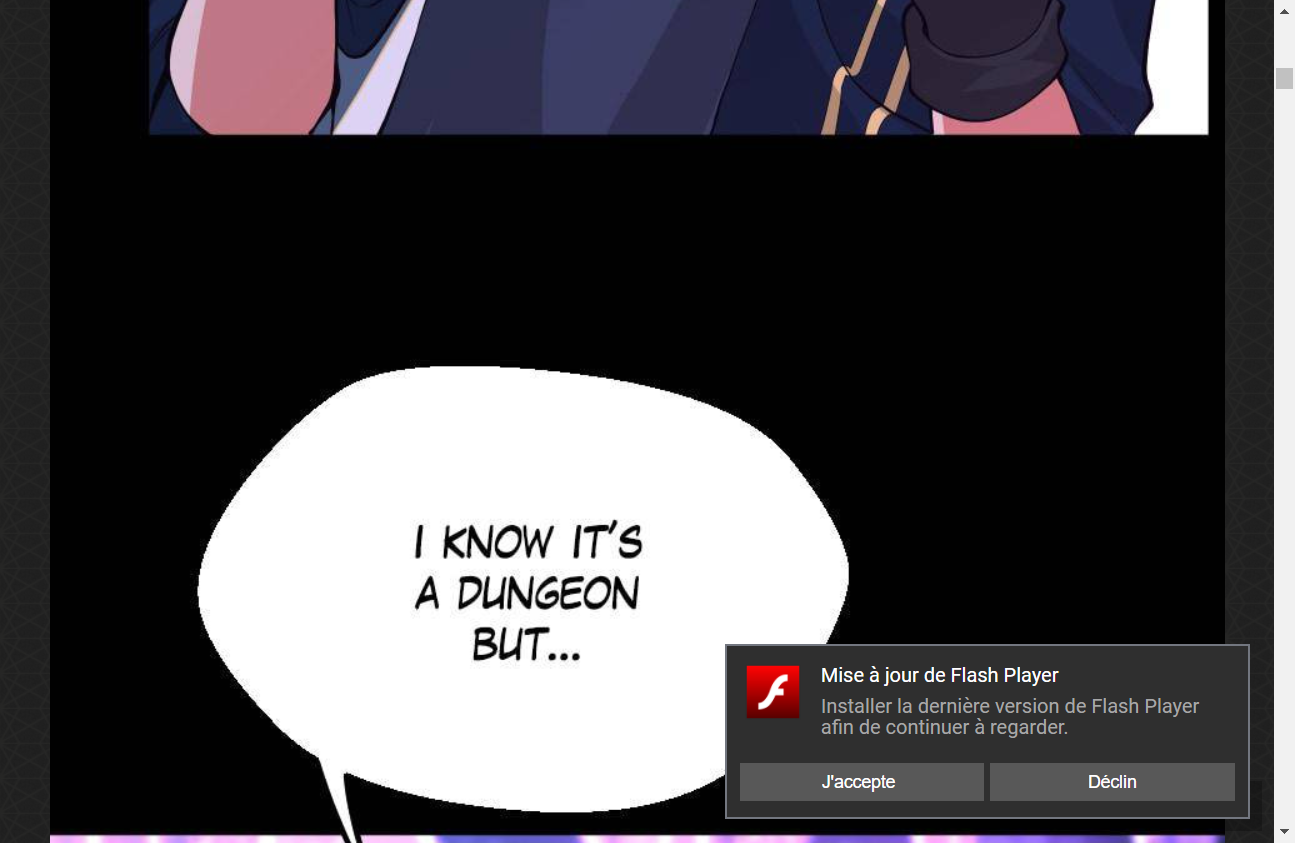 I KNOW IT'S
A DUNGEON
BUT...
Mise à jour de Flash Player
Installer la dernière version de Flash Player
afin de continuer à regarder.
J'accepte
Déclin